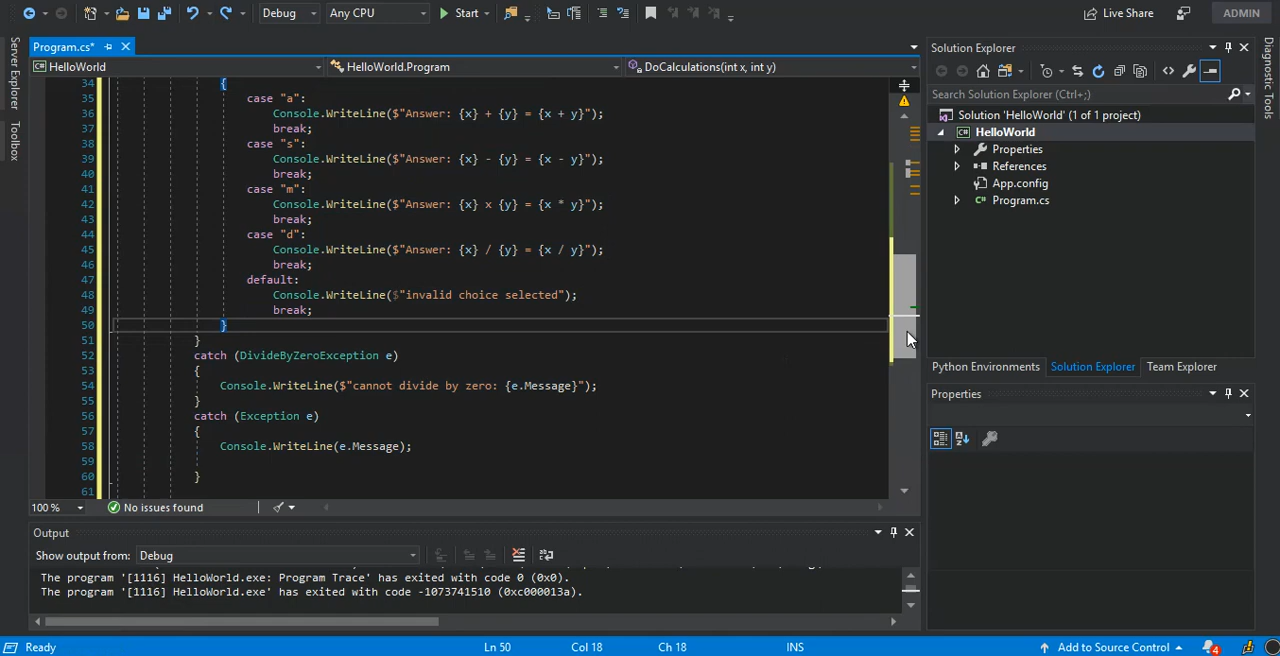 Debug
Any CPU
Start
Live Share
ADMIN
Server Explorer
Toolbox
Program.cs*
HelloWorld
HelloWorld.Program
DoCalculations(int x, int y)
34 {
35 case "a":
36 Console.WriteLine($"Answer: {x} + {y} = {x + y}");
37 break;
38 case "s":
39 Console.WriteLine($"Answer: {x} - {y} = {x - y}");
40 break;
41 case "m":
42 Console.WriteLine($"Answer: {x} x {y} = {x * y}");
43 break;
44 case "d":
45 Console.WriteLine($"Answer: {x} / {y} = {x / y}");
46 break;
47 default:
48 Console.WriteLine($"invalid choice selected");
49 break;
50 }
51 }
52 catch (DivideByZeroException e)
53 {
54 Console.WriteLine($"cannot divide by zero: {e.Message}");
55 }
56 catch (Exception e)
57 {
58 Console.WriteLine(e.Message);
59
60 }
61
100 %
No issues found
Output
Show output from: Debug
The program '[1116] HelloWorld.exe: Program Trace' has exited with code 0 (0x0).
The program '[1116] HelloWorld.exe' has exited with code -1073741510 (0xc000013a).
Solution Explorer
Search Solution Explorer (Ctrl+;)
Solution 'HelloWorld' (1 of 1 project)
HelloWorld
Properties
References
App.config
Program.cs
Python Environments
Solution Explorer
Team Explorer
Properties
Diagnostic Tools
Ready
Ln 50
Col 18
Ch 18
INS
Add to Source Control
4